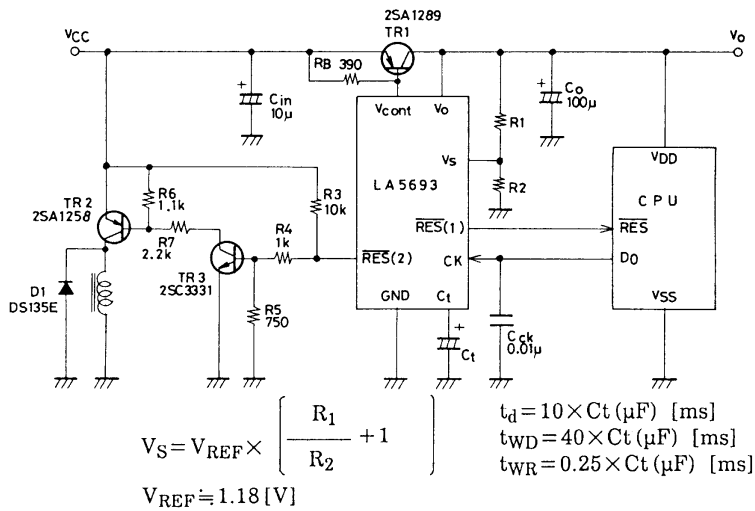 2SA1289
TR1
VCC
Vo
RB 390
+
Cin
10μ
+
Co
100μ
R1
R2
Vcont
Vo
VS
LA5693
RES(1)
RES(2)
CK
GND
Ct
VDD
CPU
RES
Do
VSS
TR2
2SA1258
R6
1.1k
R7
2.2k
R3
10k
R4
1k
TR3
2SC3331
R5
750
D1
DS135E
+
Ct
Cck
0.01μ
VS=VREF×[R1/R2+1]
VREF≒1.18[V]
td=10×Ct(μF) [ms]
tWD=40×Ct(μF) [ms]
tWR=0.25×Ct(μF) [ms]